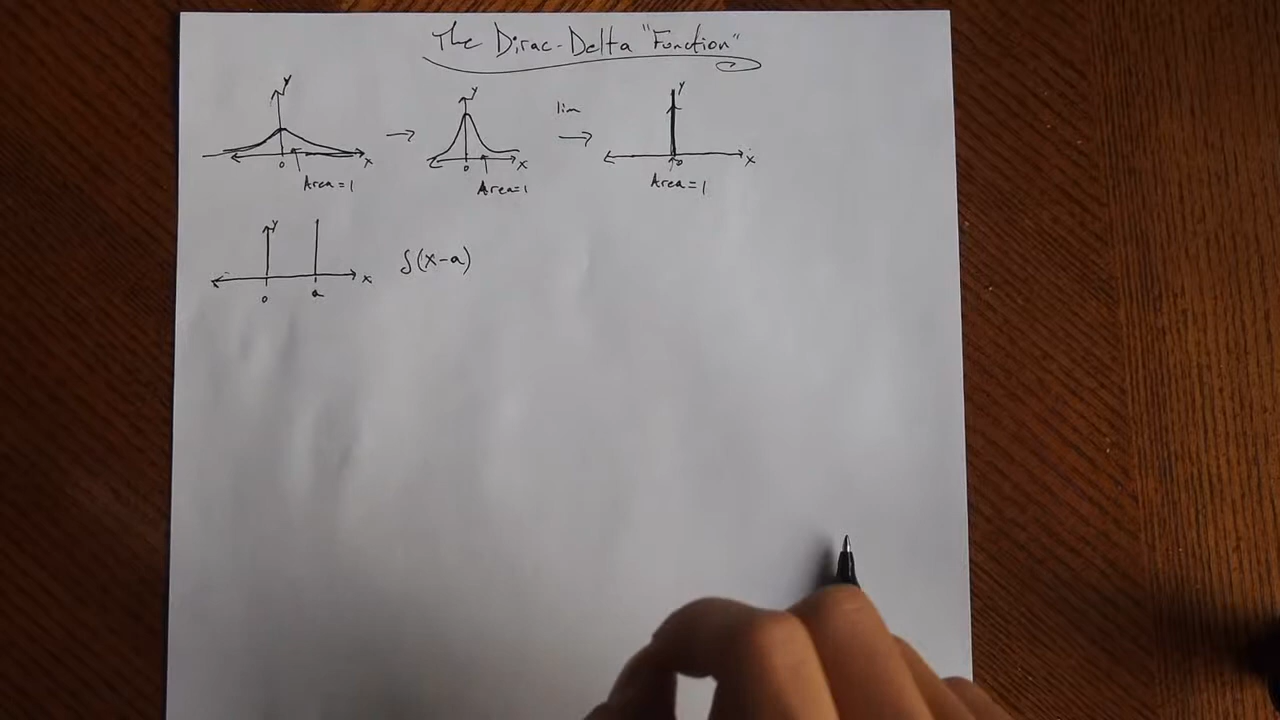 The Dirac-Delta "Function"
y y lim y
0 x → 0 x → 0 x
Area=1 Area=1 Area=1
y
δ(x-a)
x
0 a